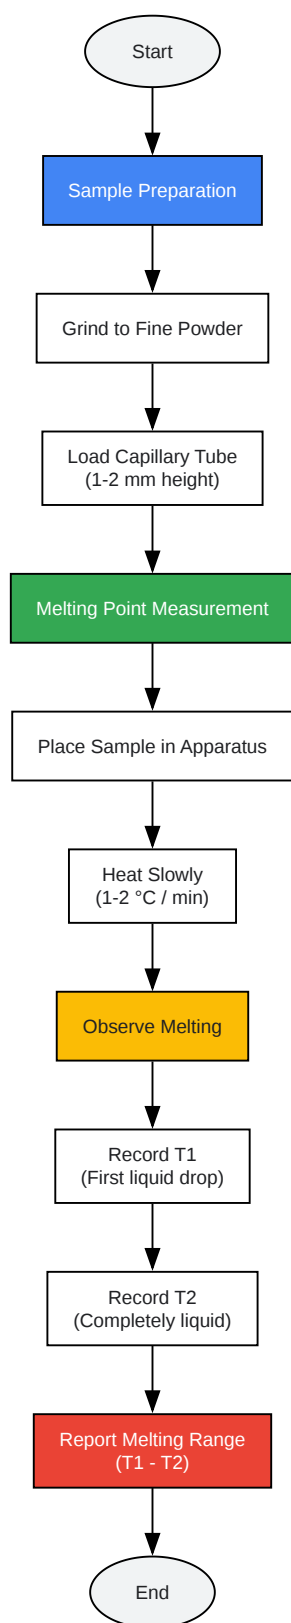 Start
Sample Preparation
Grind to Fine Powder
Load Capillary Tube
(1-2 mm height)
Melting Point Measurement
Place Sample in Apparatus
Heat Slowly
(1-2 °C / min)
Observe Melting
Record T1
(First liquid drop)
Record T2
(Completely liquid)
Report Melting Range
(T1 - T2)
End